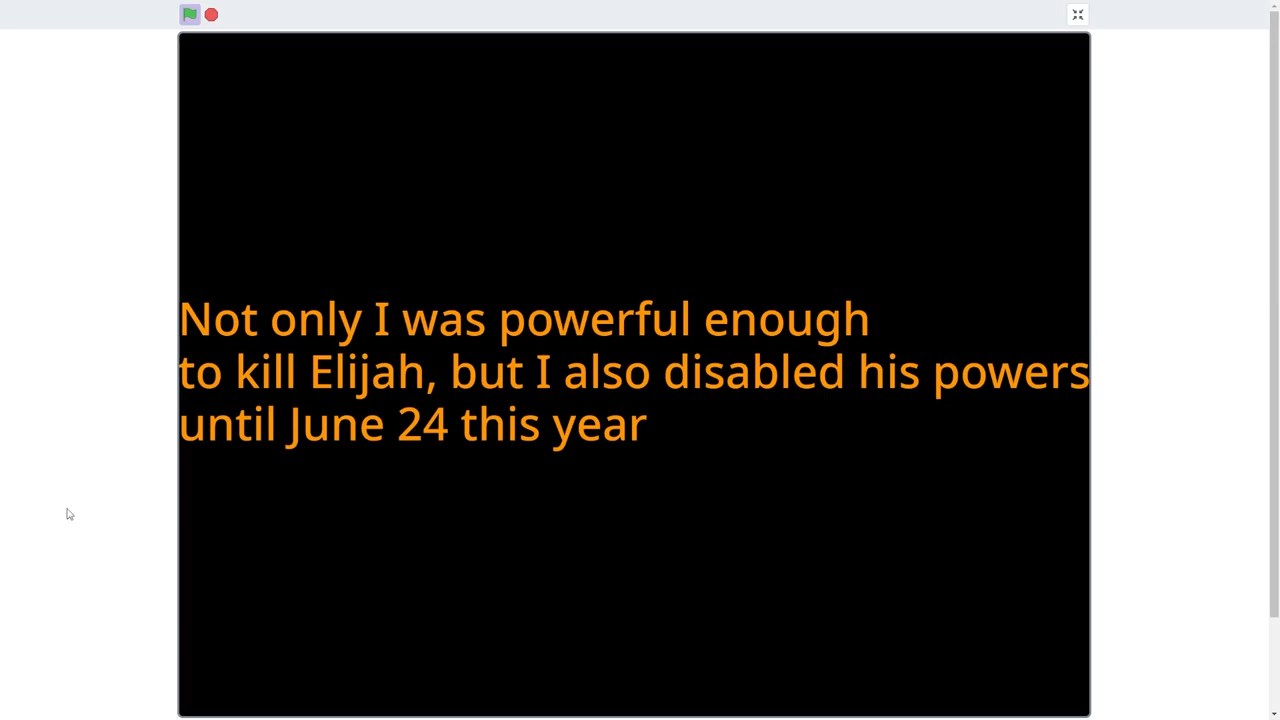 Not only I was powerful enough
to kill Elijah, but I also disabled his powers
until June 24 this year